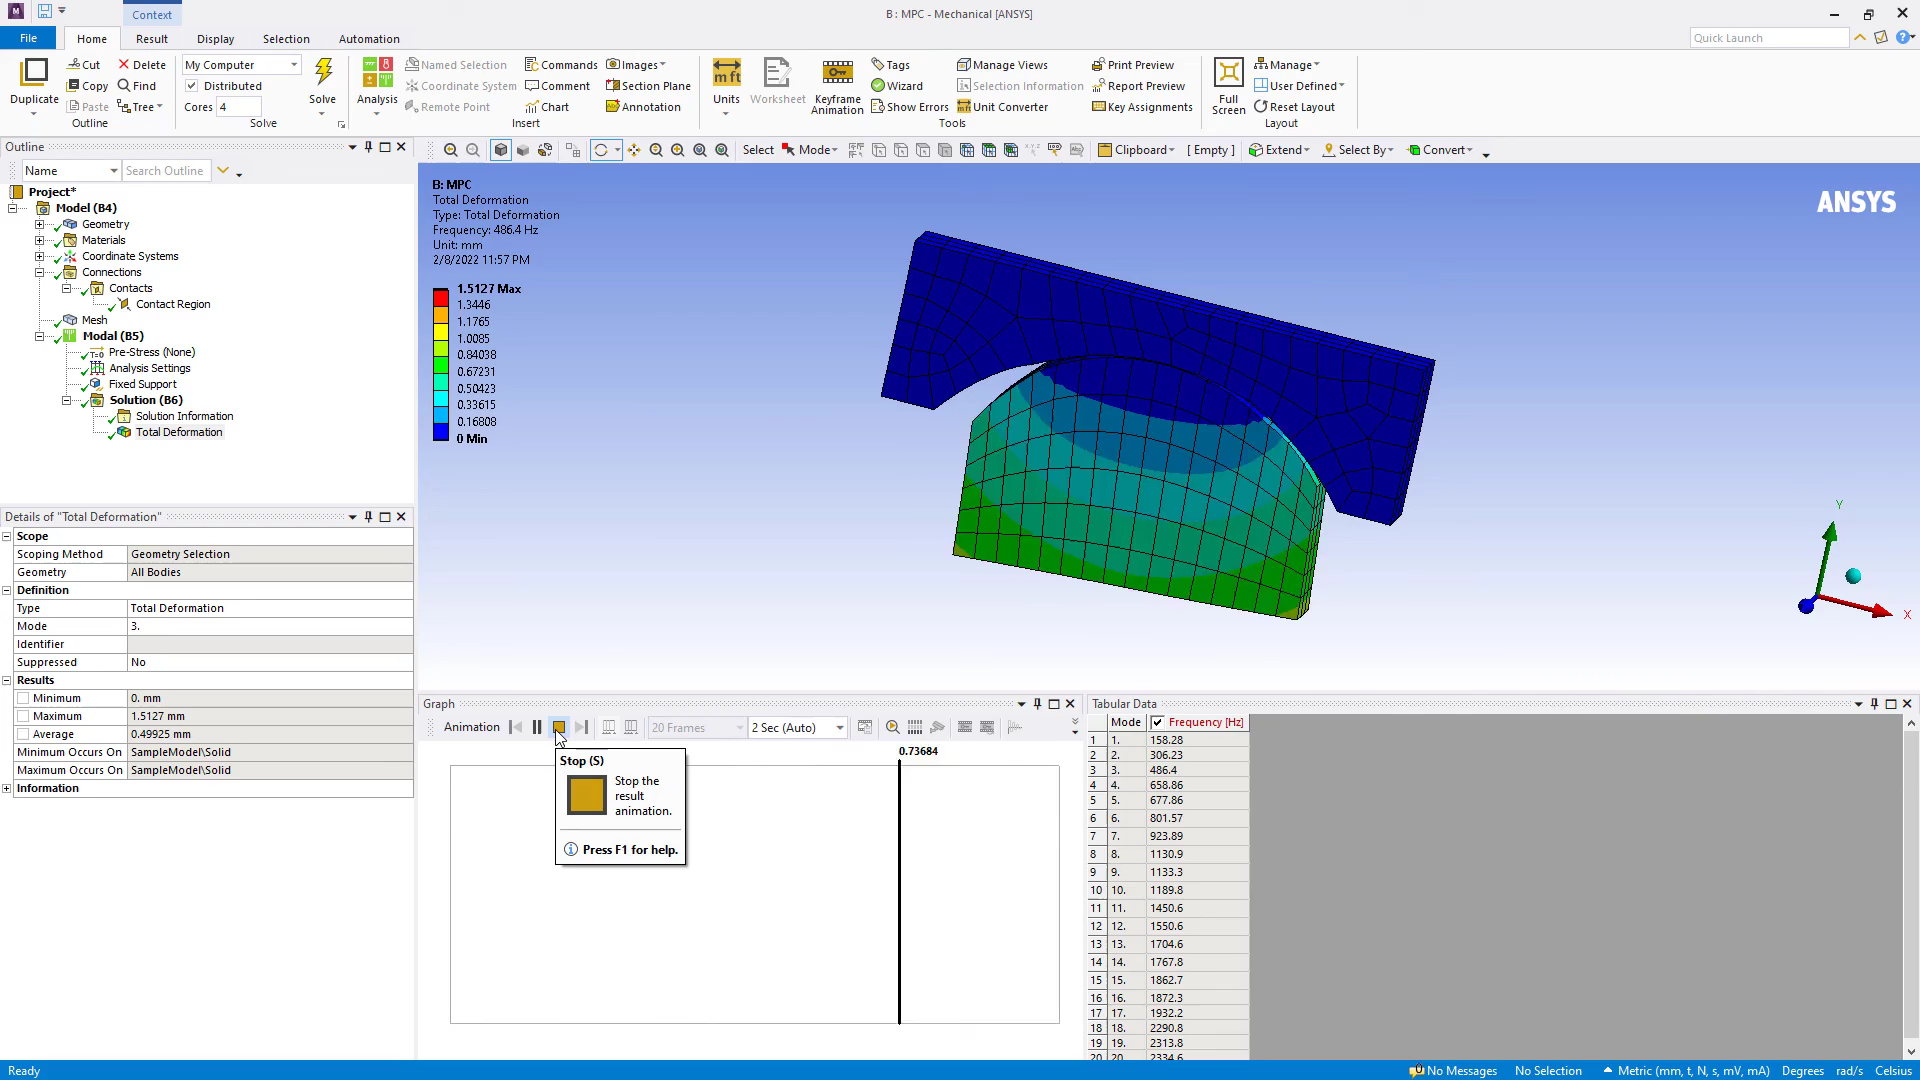 Context
B : MPC - Mechanical [ANSYS]
File Home Result Display Selection Automation
Quick Launch
Duplicate
Cut
Copy
Paste
Delete
Find
Tree
Outline
My Computer
Distributed
Cores 4
Solve
Solve
Analysis
Named Selection
Coordinate System
Remote Point
Commands
Comment
Chart
Images
Section Plane
Annotation
Insert
Units
Worksheet
Keyframe
Animation
Tags
Wizard
Show Errors
Manage Views
Selection Information
Unit Converter
Print Preview
Report Preview
Key Assignments
Tools
Full
Screen
Manage
User Defined
Reset Layout
Layout
Outline
Name Search Outline
Project*
Model (B4)
Geometry
Materials
Coordinate Systems
Connections
Contacts
Contact Region
Mesh
Modal (B5)
Pre-Stress (None)
Analysis Settings
Fixed Support
Solution (B6)
Solution Information
Total Deformation
Select Mode Clipboard [ Empty ] Extend Select By Convert
B: MPC
Total Deformation
Type: Total Deformation
Frequency: 486.4 Hz
Unit: mm
2/8/2022 11:57 PM
1.5127 Max
1.3446
1.1765
1.0085
0.84038
0.67231
0.50423
0.33615
0.16808
0 Min
ANSYS
Y
X
Details of "Total Deformation"
Scope
Scoping Method Geometry Selection
Geometry All Bodies
Definition
Type Total Deformation
Mode 3.
Identifier
Suppressed No
Results
Minimum 0. mm
Maximum 1.5127 mm
Average 0.49925 mm
Minimum Occurs On SampleModel\Solid
Maximum Occurs On SampleModel\Solid
Information
Graph
Animation 20 Frames 2 Sec (Auto)
0.73684
Stop (S)
Stop the
result
animation.
Press F1 for help.
Tabular Data
Mode Frequency [Hz]
1 1. 158.28
2 2. 306.23
3 3. 486.4
4 4. 658.86
5 5. 677.86
6 6. 801.57
7 7. 923.89
8 8. 1130.9
9 9. 1133.3
10 10. 1189.8
11 11. 1450.6
12 12. 1550.6
13 13. 1704.6
14 14. 1767.8
15 15. 1862.7
16 16. 1872.3
17 17. 1932.2
18 18. 2290.8
19 19. 2313.8
20 20. 2334.6
Ready
No Messages No Selection Metric (mm, t, N, s, mV, mA) Degrees rad/s Celsius